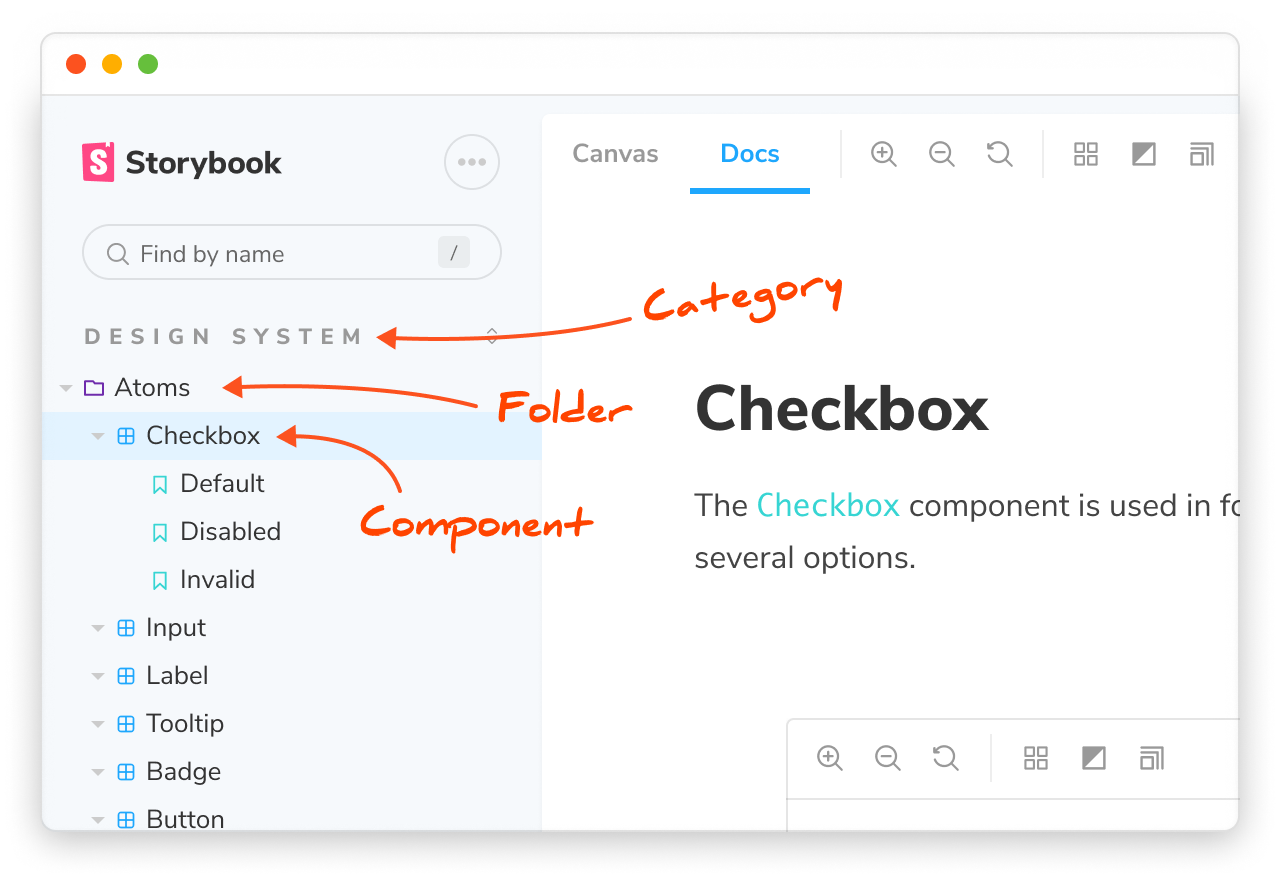 Storybook
Canvas Docs
Find by name /
DESIGN SYSTEM
Category
Atoms
Folder
Checkbox
Component
Default
Disabled
Invalid
Input
Label
Tooltip
Badge
Button
Checkbox
The Checkbox component is used in fo
several options.